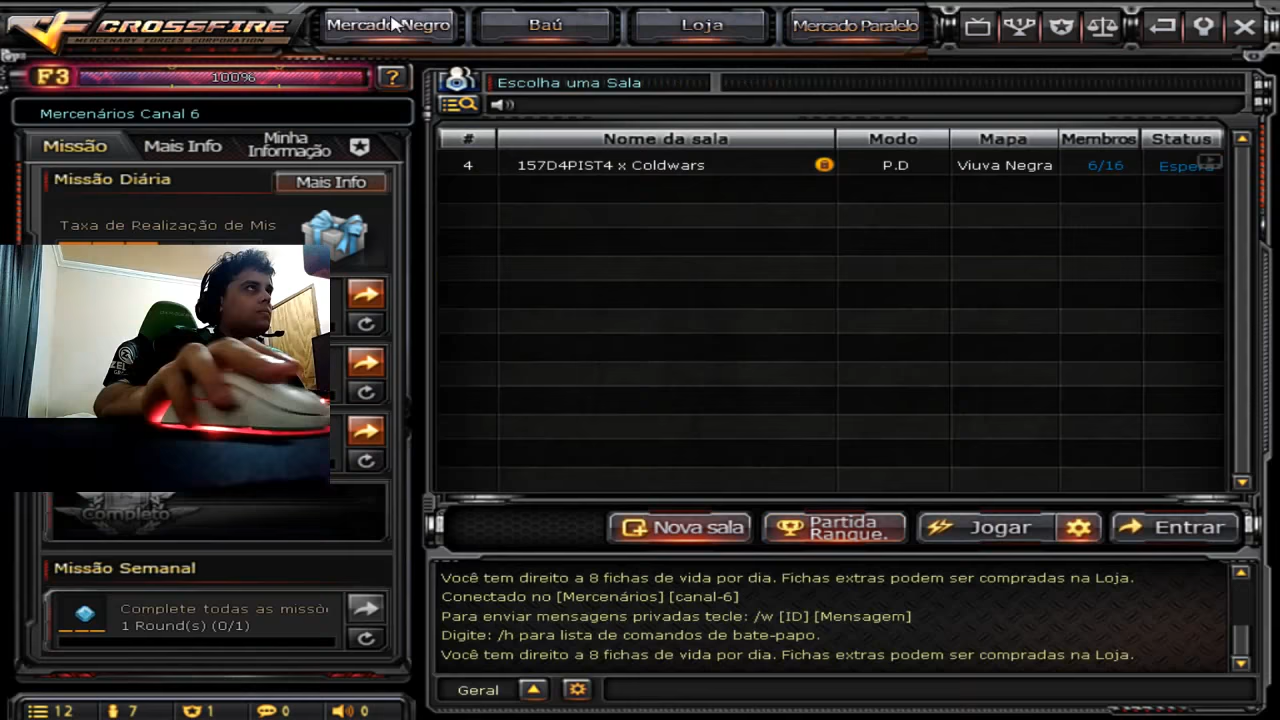 CROSSFIRE
MERCENARY FORCES CORPORATION
Mercado Negro
Baú
Loja
Mercado Paralelo
F3
100%
?
Mercenários Canal 6
Missão
Mais Info
Minha
Informação
Missão Diária
Mais Info
Taxa de Realização de Mis
Completo
Missão Semanal
Complete todas as missõ
1 Round(s) (0/1)
12
7
1
0
0
Escolha uma Sala
# Nome da sala Modo Mapa Membros Status
4 157D4PIST4 x Coldwars P.D Viuva Negra 6/16 Espera
Nova sala
Partida
Ranque.
Jogar
Entrar
Você tem direito a 8 fichas de vida por dia. Fichas extras podem ser compradas na Loja.
Conectado no [Mercenários] [canal-6]
Para enviar mensagens privadas tecle: /w [ID] [Mensagem]
Digite: /h para lista de comandos de bate-papo.
Você tem direito a 8 fichas de vida por dia. Fichas extras podem ser compradas na Loja.
Geral